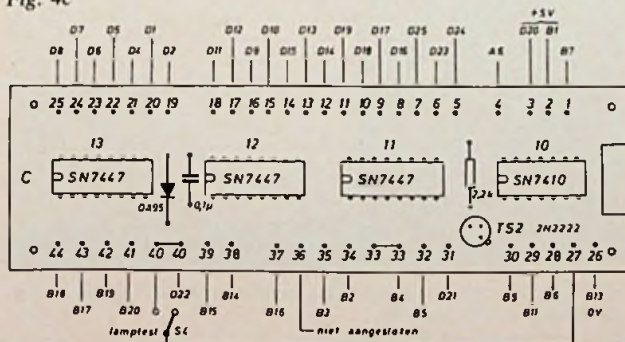 Fig. 4c
D7 D5 D1 D12 D10 D13 D19 D17 D25 D24 +5V
D8 D6 D4 D2 D11 D9 D15 D14 D18 D16 D23 A6 D20 B1 B7
25 24 23 22 21 20 19 18 17 16 15 14 13 12 11 10 9 8 7 6 5 4 3 2 1
13 12 11 10
C SN7447 SN7447 SN7447 SN7410
OA95 0,1µ 2,2k
TS2 2N2222
44 43 42 41 40 40 39 38 37 36 35 34 33 33 32 31 30 29 28 27 26
B18 B19 D22 B14 B2 B4 D21 B9 B6 B13
B17 B20 B15 B16 B3 B5 B11 0V
lamptest S4 niet aangesloten